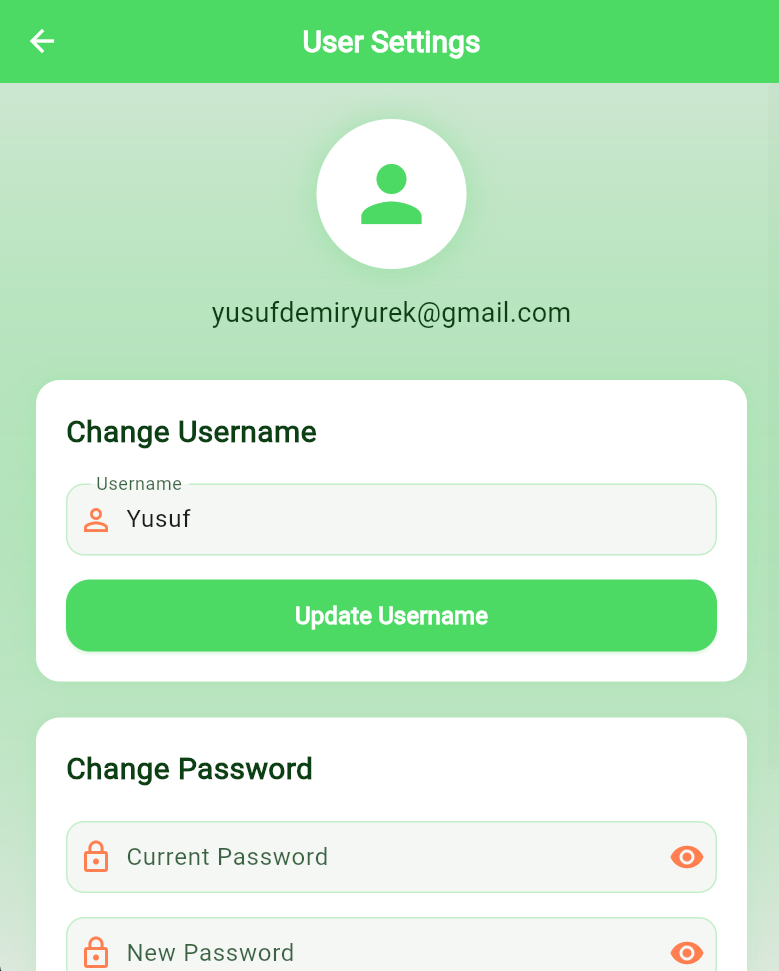 User Settings
yusufdemiryurek@gmail.com
Change Username
Username
Yusuf
Update Username
Change Password
Current Password
New Password